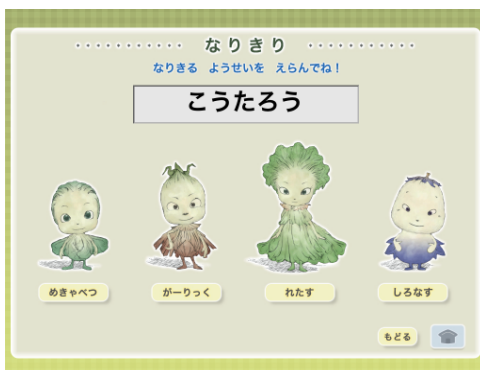 なりきり
なりきる ようせいを えらんでね！
こうたろう
めきゃべつ
がーりっく
れたす
しろなす
もどる